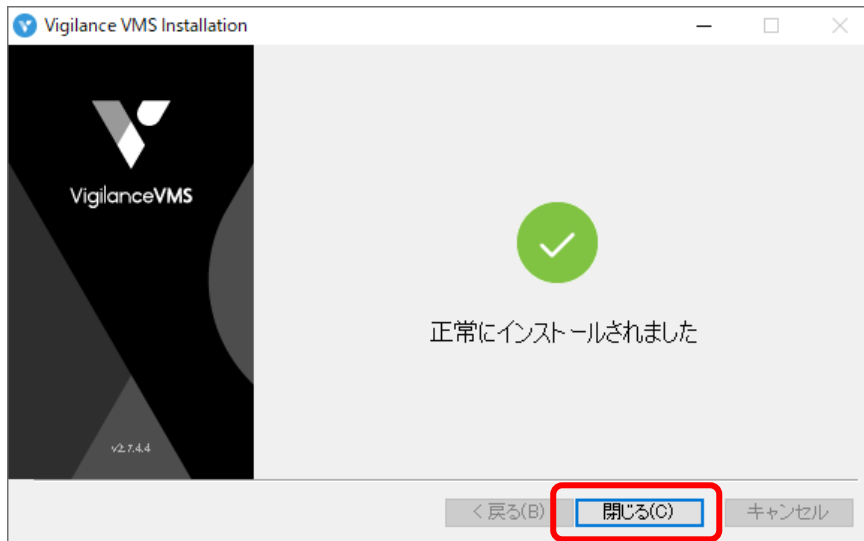 Vigilance VMS Installation
VigilanceVMS
正常にインストールされました
v2.7.4.4
< 戻る(B)
閉じる(C)
キャンセル